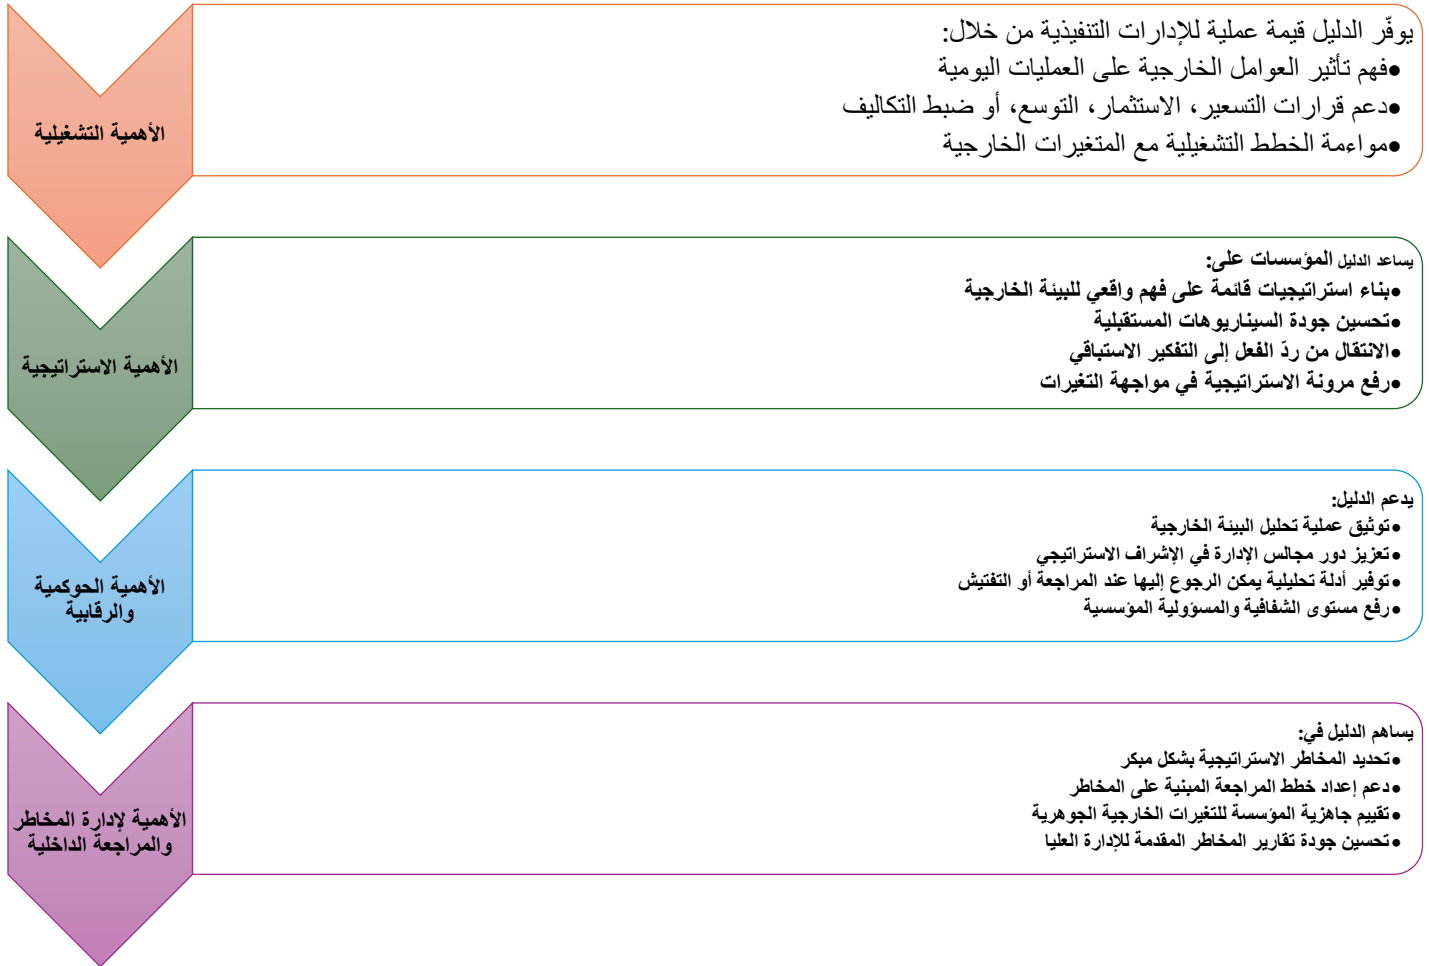 الأهمية التشغيلية
يوفّر الدليل قيمة عملية للإدارات التنفيذية من خلال:
•فهم تأثير العوامل الخارجية على العمليات اليومية
•دعم قرارات التسعير، الاستثمار، التوسع، أو ضبط التكاليف
•مواءمة الخطط التشغيلية مع المتغيرات الخارجية
الأهمية الاستراتيجية
يساعد الدليل المؤسسات على:
•بناء استراتيجيات قائمة على فهم واقعي للبيئة الخارجية
•تحسين جودة السيناريوهات المستقبلية
•الانتقال من ردّ الفعل إلى التفكير الاستباقي
•رفع مرونة الاستراتيجية في مواجهة التغيرات
الأهمية الحوكمية
والرقابية
يدعم الدليل:
•توثيق عملية تحليل البيئة الخارجية
•تعزيز دور مجالس الإدارة في الإشراف الاستراتيجي
•توفير أدلة تحليلية يمكن الرجوع إليها عند المراجعة أو التفتيش
•رفع مستوى الشفافية والمسؤولية المؤسسية
الأهمية لإدارة المخاطر
والمراجعة الداخلية
يساهم الدليل في:
•تحديد المخاطر الاستراتيجية بشكل مبكر
•دعم إعداد خطط المراجعة المبنية على المخاطر
•تقييم جاهزية المؤسسة للتغيرات الخارجية الجوهرية
•تحسين جودة تقارير المخاطر المقدمة للإدارة العليا